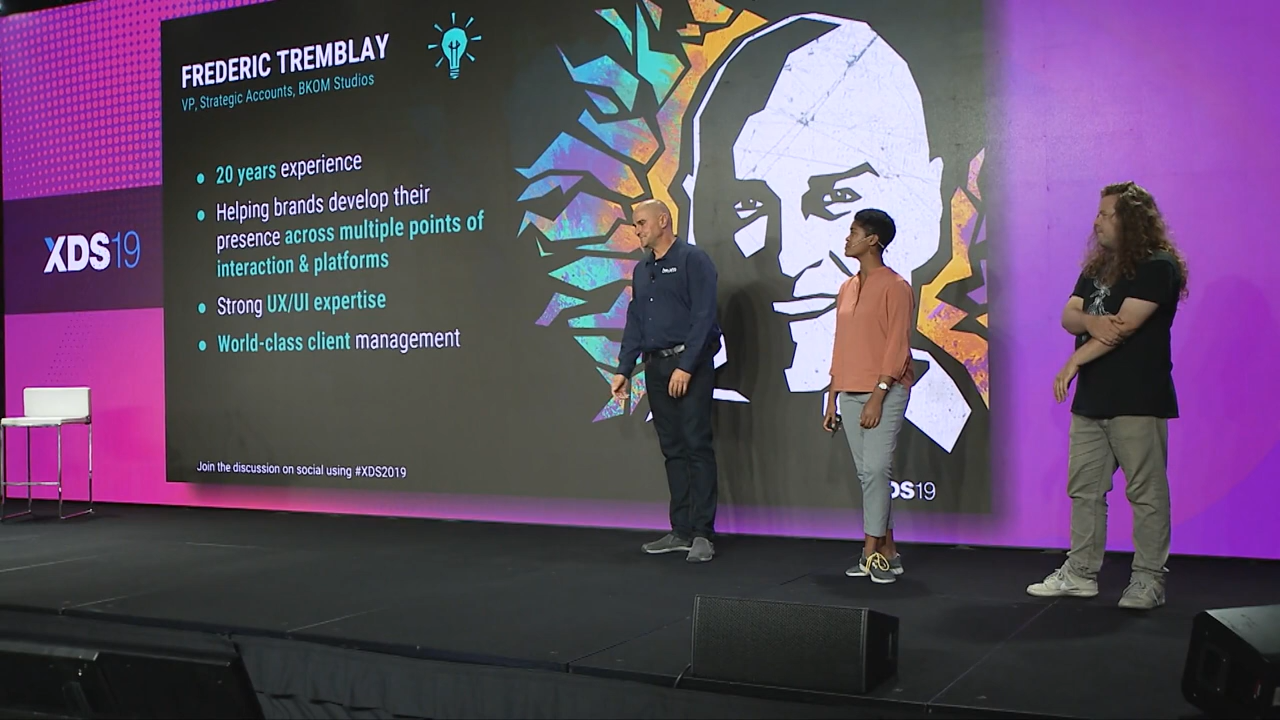 FREDERIC TREMBLAY
VP, Strategic Accounts, BKOM Studios
20 years experience
Helping brands develop their
presence across multiple points of
interaction & platforms
Strong UX/UI expertise
World-class client management
XDS19
Join the discussion on social using #XDS2019
DS19